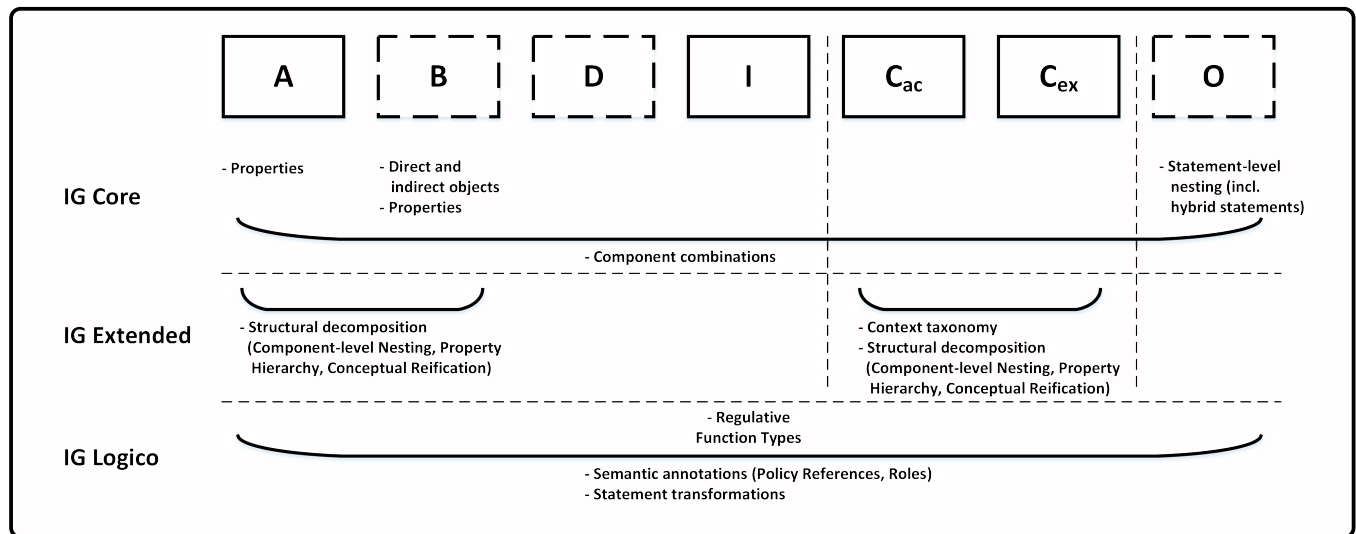 A
B
D
I
Cac
Cex
O
IG Core
- Properties
- Direct and
indirect objects
- Properties
- Statement-level
nesting (incl.
hybrid statements)
- Component combinations
IG Extended
- Structural decomposition
(Component-level Nesting, Property
Hierarchy, Conceptual Reification)
- Context taxonomy
- Structural decomposition
(Component-level Nesting, Property
Hierarchy, Conceptual Reification)
IG Logico
- Regulative
Function Types
- Semantic annotations (Policy References, Roles)
- Statement transformations